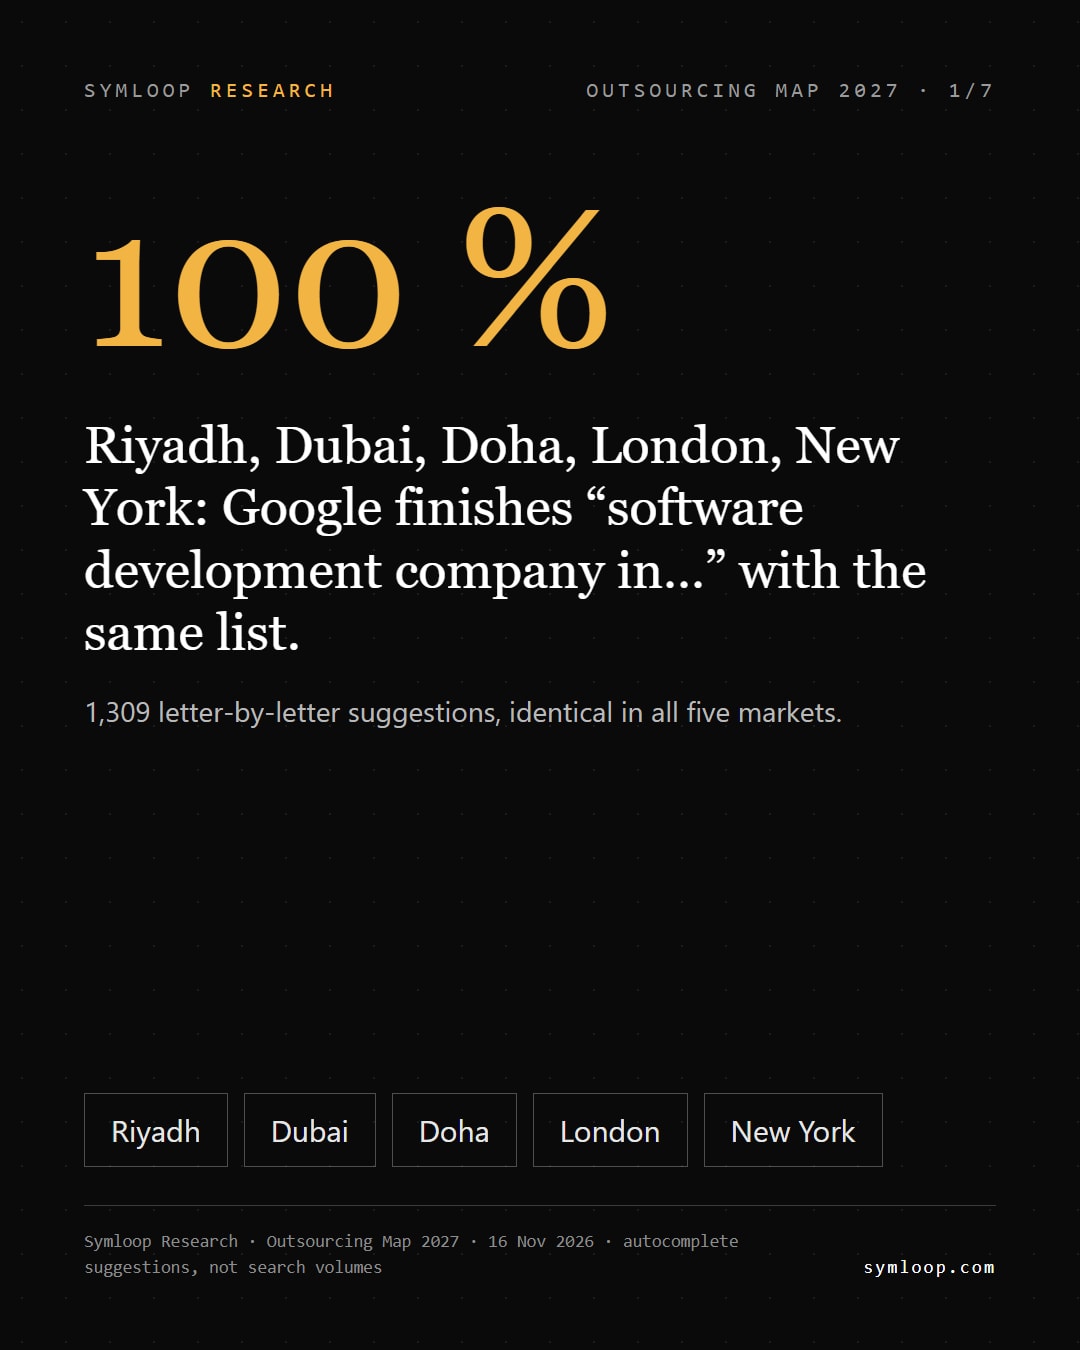 SYMLOOP RESEARCH
OUTSOURCING MAP 2027 · 1/7
100 %
Riyadh, Dubai, Doha, London, New
York: Google finishes “software
development company in…” with the
same list.
1,309 letter-by-letter suggestions, identical in all five markets.
Riyadh
Dubai
Doha
London
New York
Symloop Research · Outsourcing Map 2027 · 16 Nov 2026 · autocomplete
suggestions, not search volumes
symloop.com